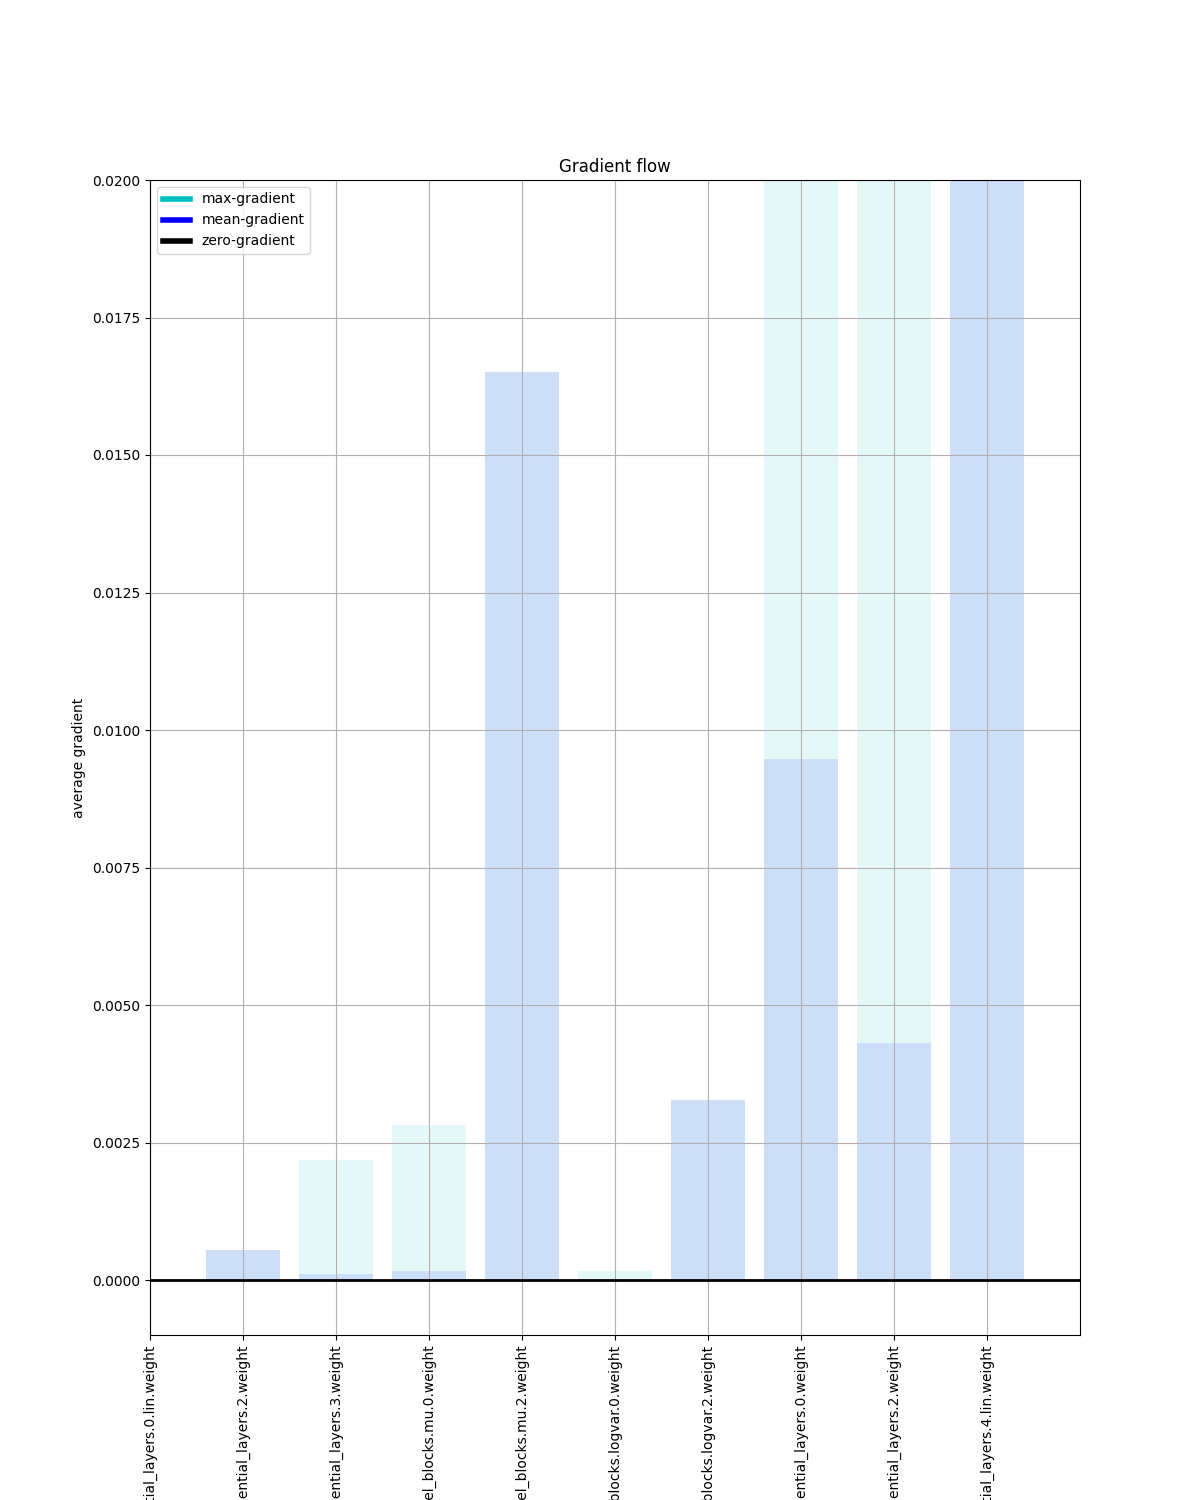 Gradient flow
max-gradient
mean-gradient
zero-gradient
0.0200
0.0175
0.0150
0.0125
0.0100
0.0075
0.0050
0.0025
0.0000
average gradient
tial_layers.0.lin.weight
ential_layers.2.weight
ential_layers.3.weight
el_blocks.mu.0.weight
el_blocks.mu.2.weight
blocks.logvar.0.weight
blocks.logvar.2.weight
ential_layers.0.weight
ential_layers.2.weight
tial_layers.4.lin.weight